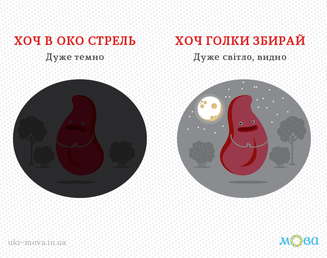 ХОЧ В ОКО СТРЕЛЬ
Дуже темно
ХОЧ ГОЛКИ ЗБИРАЙ
Дуже світло, видно
ukr-mova.in.ua
мова